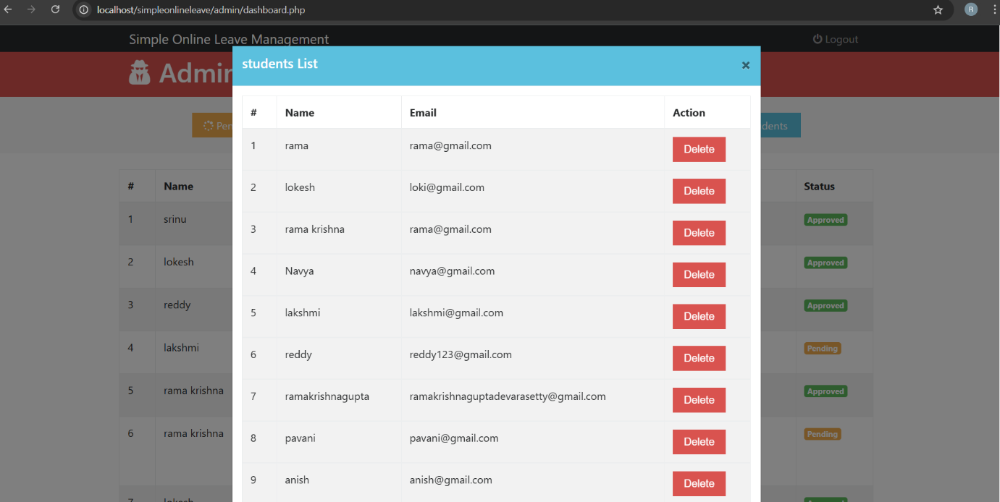 localhost/simpleonlineleave/admin/dashboard.php
R
Simple Online Leave Management
Logout
students List
×
# Name Email Action
1 rama rama@gmail.com Delete
2 lokesh loki@gmail.com Delete
3 rama krishna rama@gmail.com Delete
4 Navya navya@gmail.com Delete
5 lakshmi lakshmi@gmail.com Delete
6 reddy reddy123@gmail.com Delete
7 ramakrishnagupta ramakrishnaguptadevarasetty@gmail.com Delete
8 pavani pavani@gmail.com Delete
9 anish anish@gmail.com Delete
# Name Status
1 srinu Approved
2 lokesh Approved
3 reddy Approved
4 lakshmi Pending
5 rama krishna Approved
6 rama krishna Pending
7 lokesh